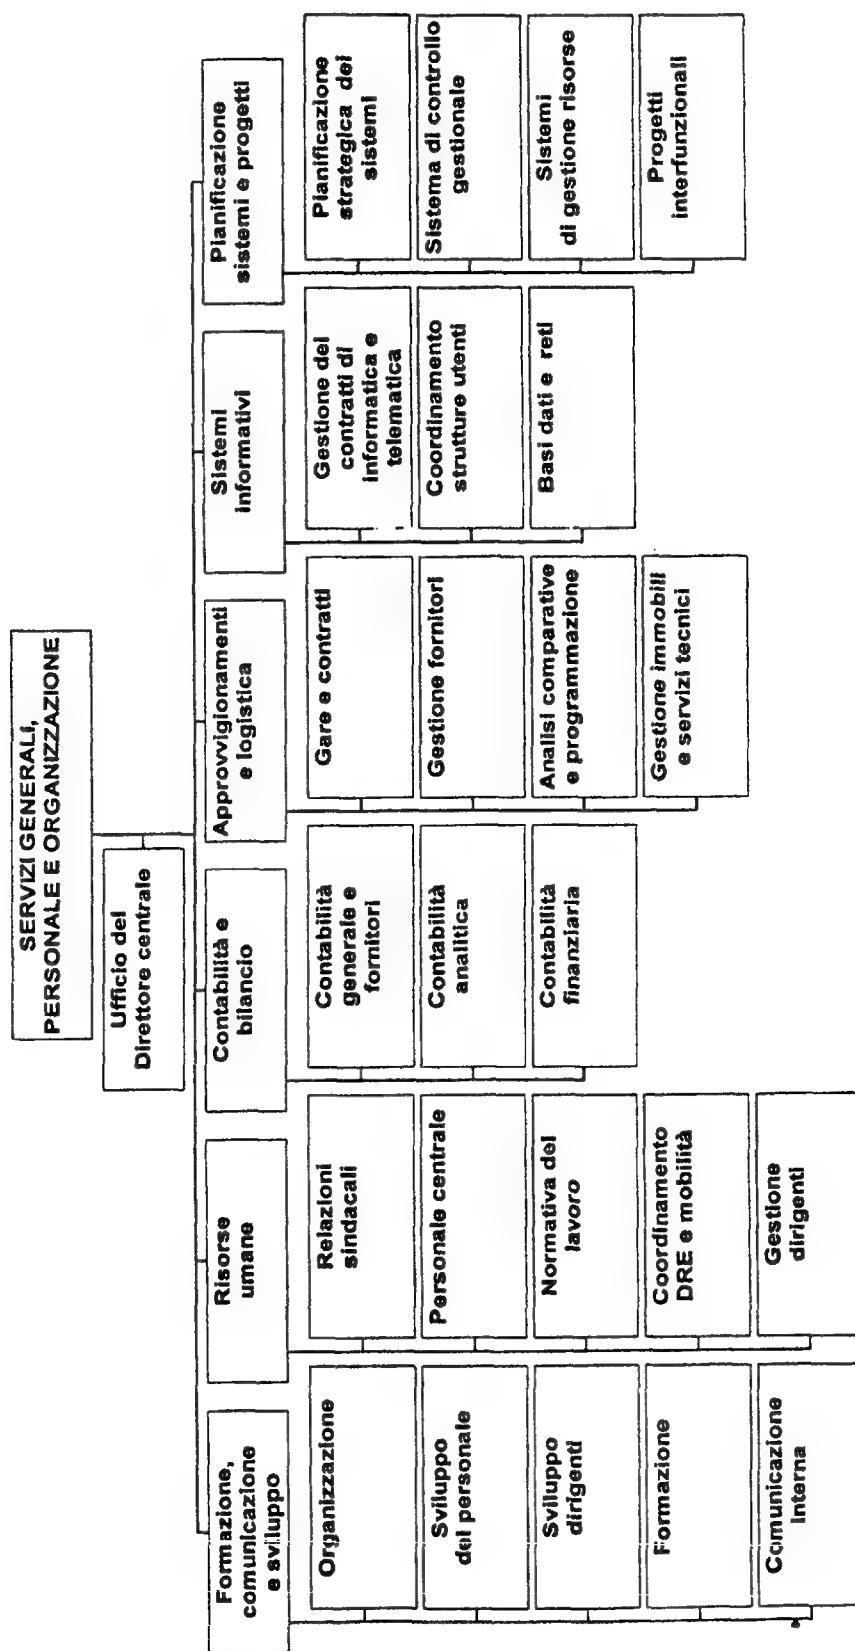 SERVIZI GENERALI,
PERSONALE E ORGANIZZAZIONE
Ufficio del
Direttore centrale
Formazione,
comunicazione
e sviluppo
Organizzazione
Sviluppo
del personale
Sviluppo
dirigenti
Formazione
Comunicazione
interna
Risorse
umane
Relazioni
sindacali
Personale centrale
Normativa del
lavoro
Coordinamento
DRE e mobilità
Gestione
dirigenti
Contabilità e
bilancio
Contabilità
generale e
fornitori
Contabilità
analitica
Contabilità
finanziaria
Approvvigionamenti
e logistica
Gare e contratti
Gestione fornitori
Analisi comparative
e programmazione
Gestione immobili
e servizi tecnici
Sistemi
informativi
Gestione dei
contratti di
informatica e
telematica
Coordinamento
strutture utenti
Basi dati e reti
Pianificazione
sistemi e progetti
Pianificazione
strategica dei
sistemi
Sistema di controllo
gestionale
Sistemi
di gestione risorse
Progetti
interfunzionali